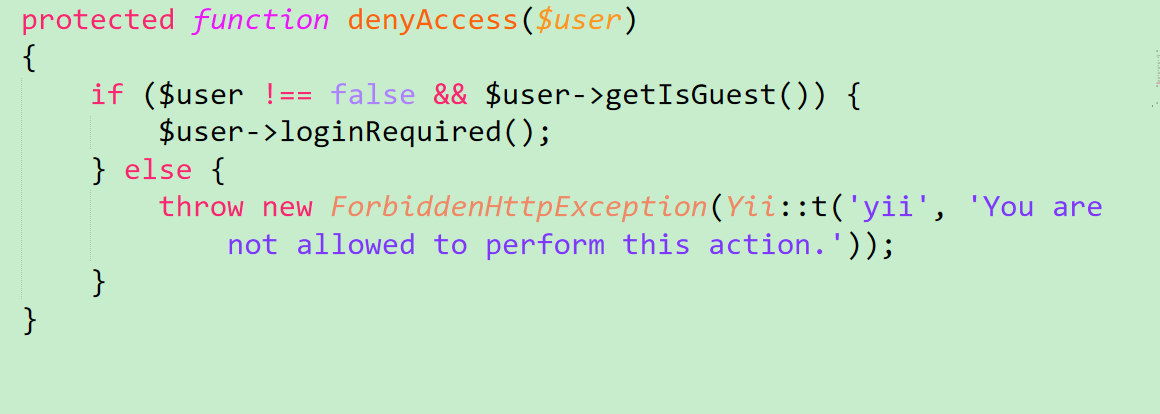 protected function denyAccess($user)
{
if ($user !== false && $user->getIsGuest()) {
$user->loginRequired();
} else {
throw new ForbiddenHttpException(Yii::t('yii', 'You are
not allowed to perform this action.'));
}
}